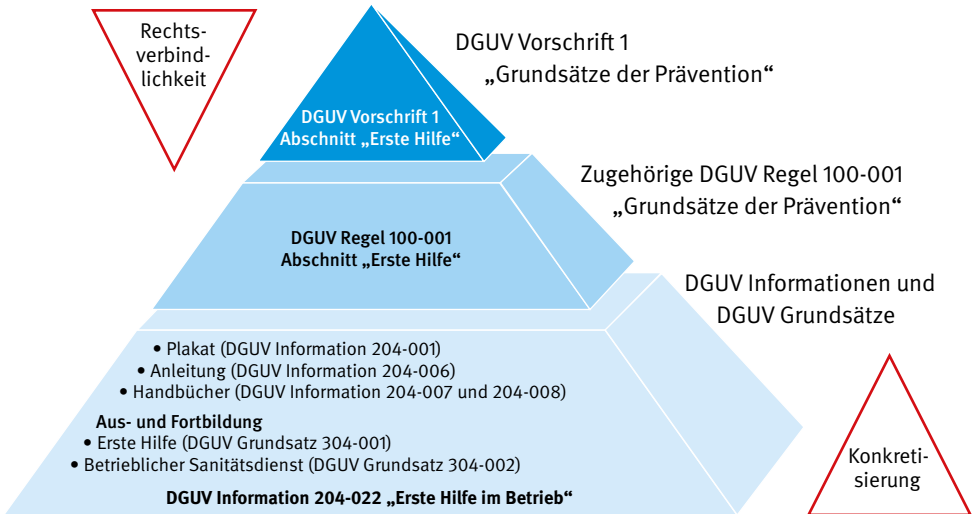 Rechts-
verbind-
lichkeit
DGUV Vorschrift 1
„Grundsätze der Prävention“
DGUV Vorschrift 1
Abschnitt „Erste Hilfe“
Zugehörige DGUV Regel 100-001
„Grundsätze der Prävention“
DGUV Regel 100-001
Abschnitt „Erste Hilfe“
DGUV Informationen und
DGUV Grundsätze
• Plakat (DGUV Information 204-001)
• Anleitung (DGUV Information 204-006)
• Handbücher (DGUV Information 204-007 und 204-008)
Aus- und Fortbildung
• Erste Hilfe (DGUV Grundsatz 304-001)
• Betrieblicher Sanitätsdienst (DGUV Grundsatz 304-002)
DGUV Information 204-022 „Erste Hilfe im Betrieb“
Konkreti-
sierung